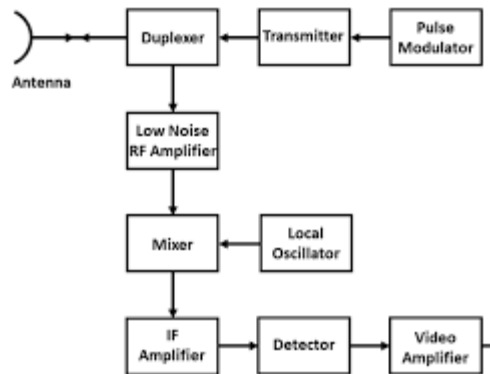 Duplexer
Transmitter
Pulse
Modulator
Antenna
Low Noise
RF Amplifier
Mixer
Local
Oscillator
IF
Amplifier
Detector
Video
Amplifier